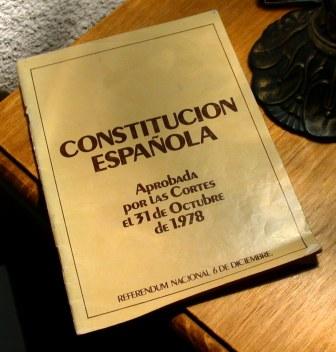 CONSTITUCION
ESPAÑOLA
APROBADA
POR LAS CORTES
EL 31 DE OCTUBRE
DE 1.978
REFERENDUM NACIONAL 6 DE DICIEMBRE.